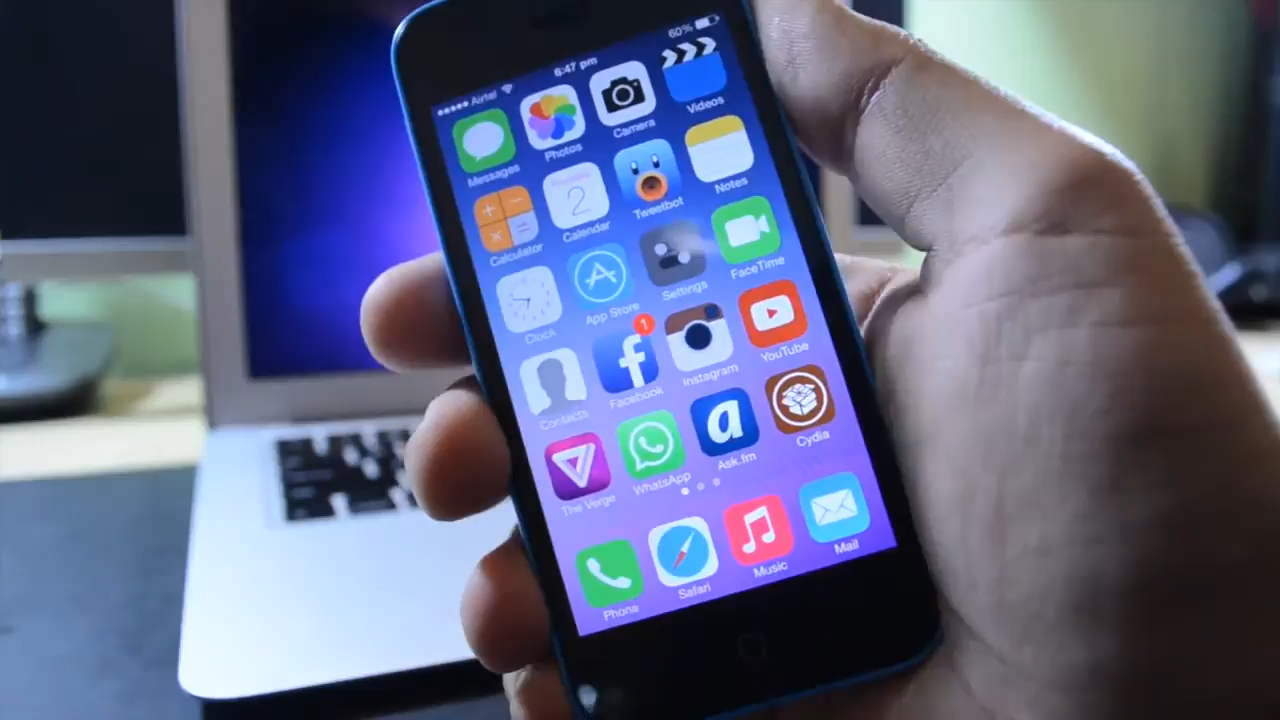 Airtel 6:47 pm 60%
Messages Photos Camera Videos
Calculator Calendar Tweetbot Notes
2
Clock App Store Settings FaceTime
1
Contacts Facebook Instagram YouTube
a
The Verge WhatsApp Ask.fm Cydia
Phone Safari Music Mail